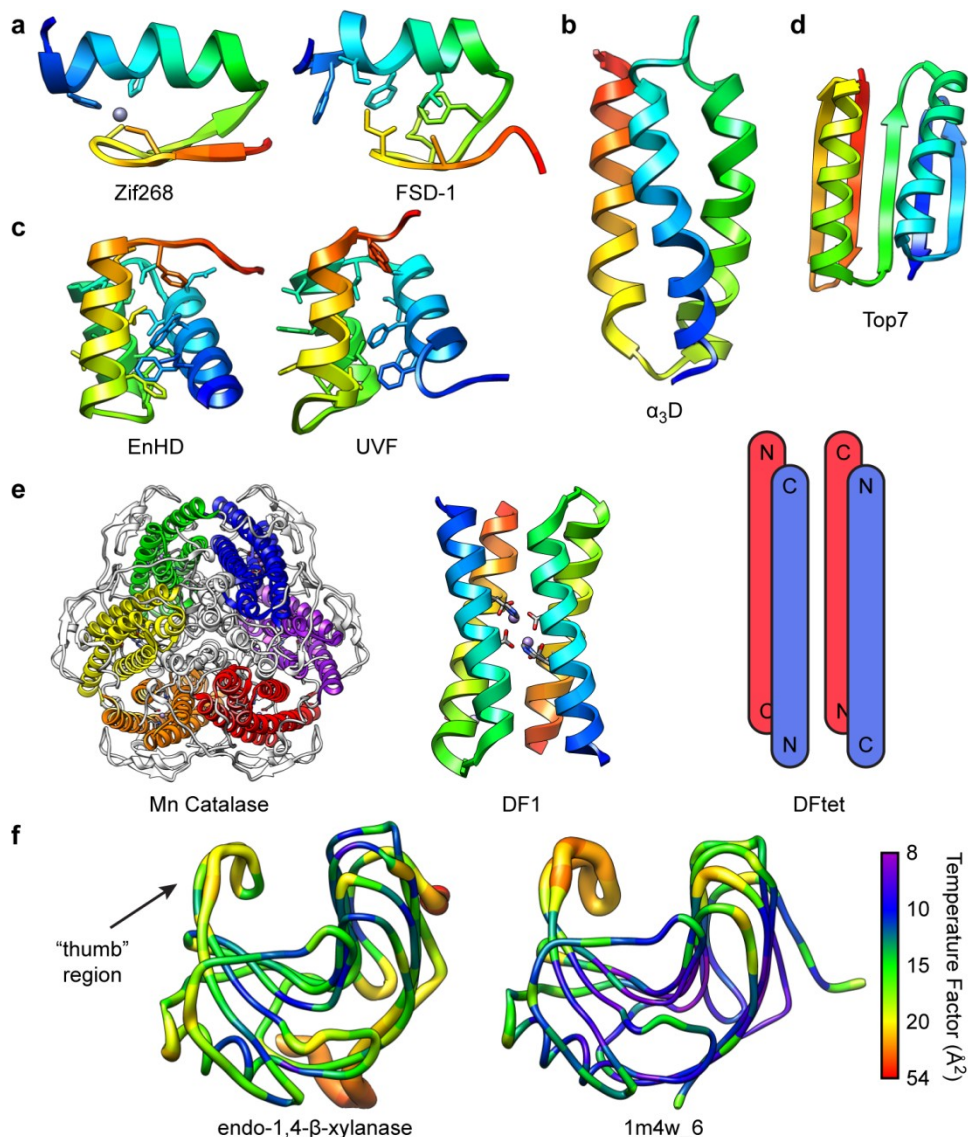 a
Zif268
FSD-1
b
α₃D
d
Top7
c
EnHD
UVF
e
Mn Catalase
DF1
N
C
C
N
C
N
N
C
DFtet
f
"thumb"
region
endo-1,4-β-xylanase
1m4w_6
8
10
15
20
54
Temperature Factor (Å²)